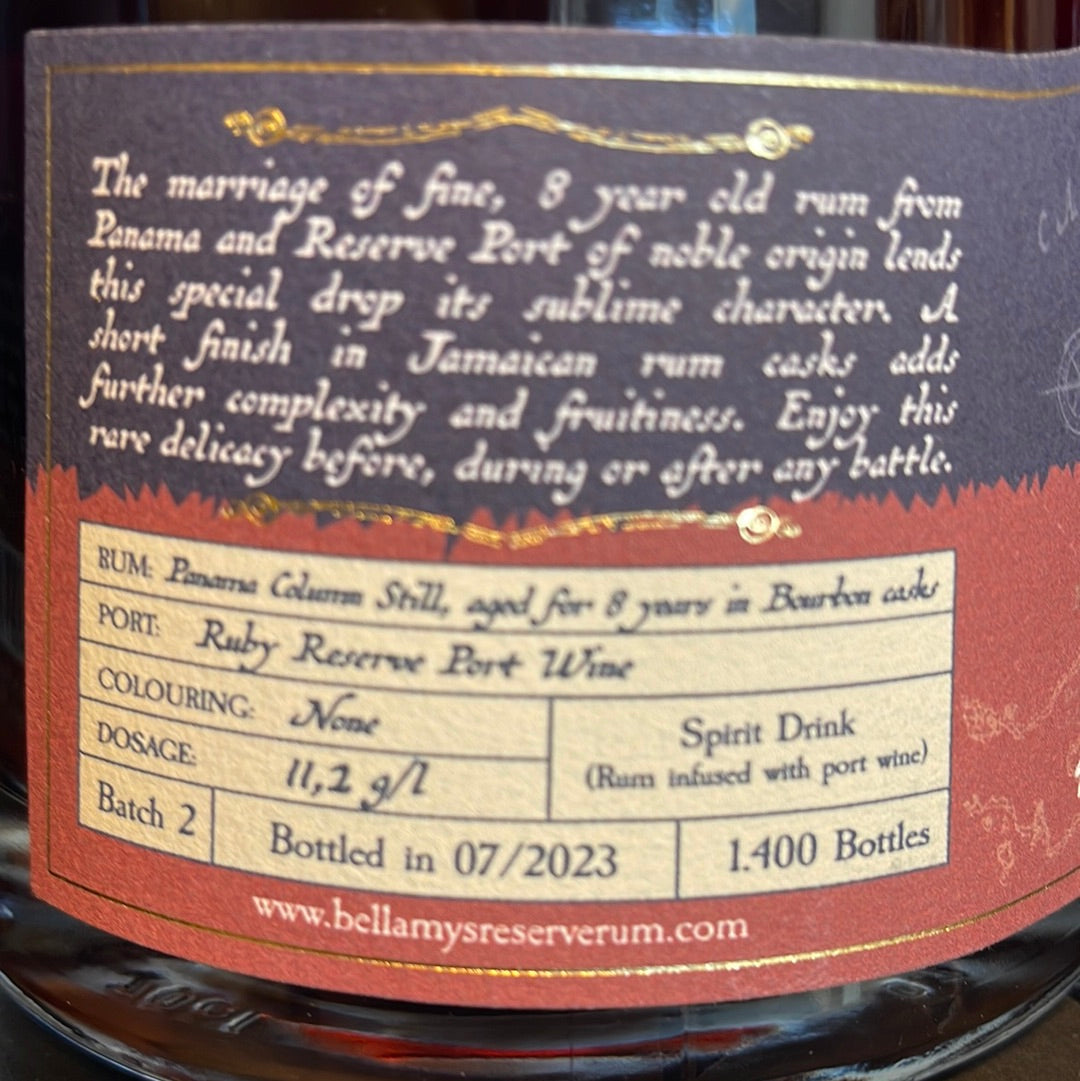 The marriage of fine, 8 year old rum from
Panama and Reserve Port of noble origin lends
this special drop its sublime character. A
short finish in Jamaican rum casks adds
further complexity and fruitiness. Enjoy this
rare delicacy before, during or after any battle.
RUM: Panama Column Still, aged for 8 years in Bourbon casks
PORT: Ruby Reserve Port Wine
COLOURING: None
DOSAGE: 11,2 g/l
Spirit Drink
(Rum infused with port wine)
Batch 2
Bottled in 07/2023
1.400 Bottles
www.bellamysreserverum.com